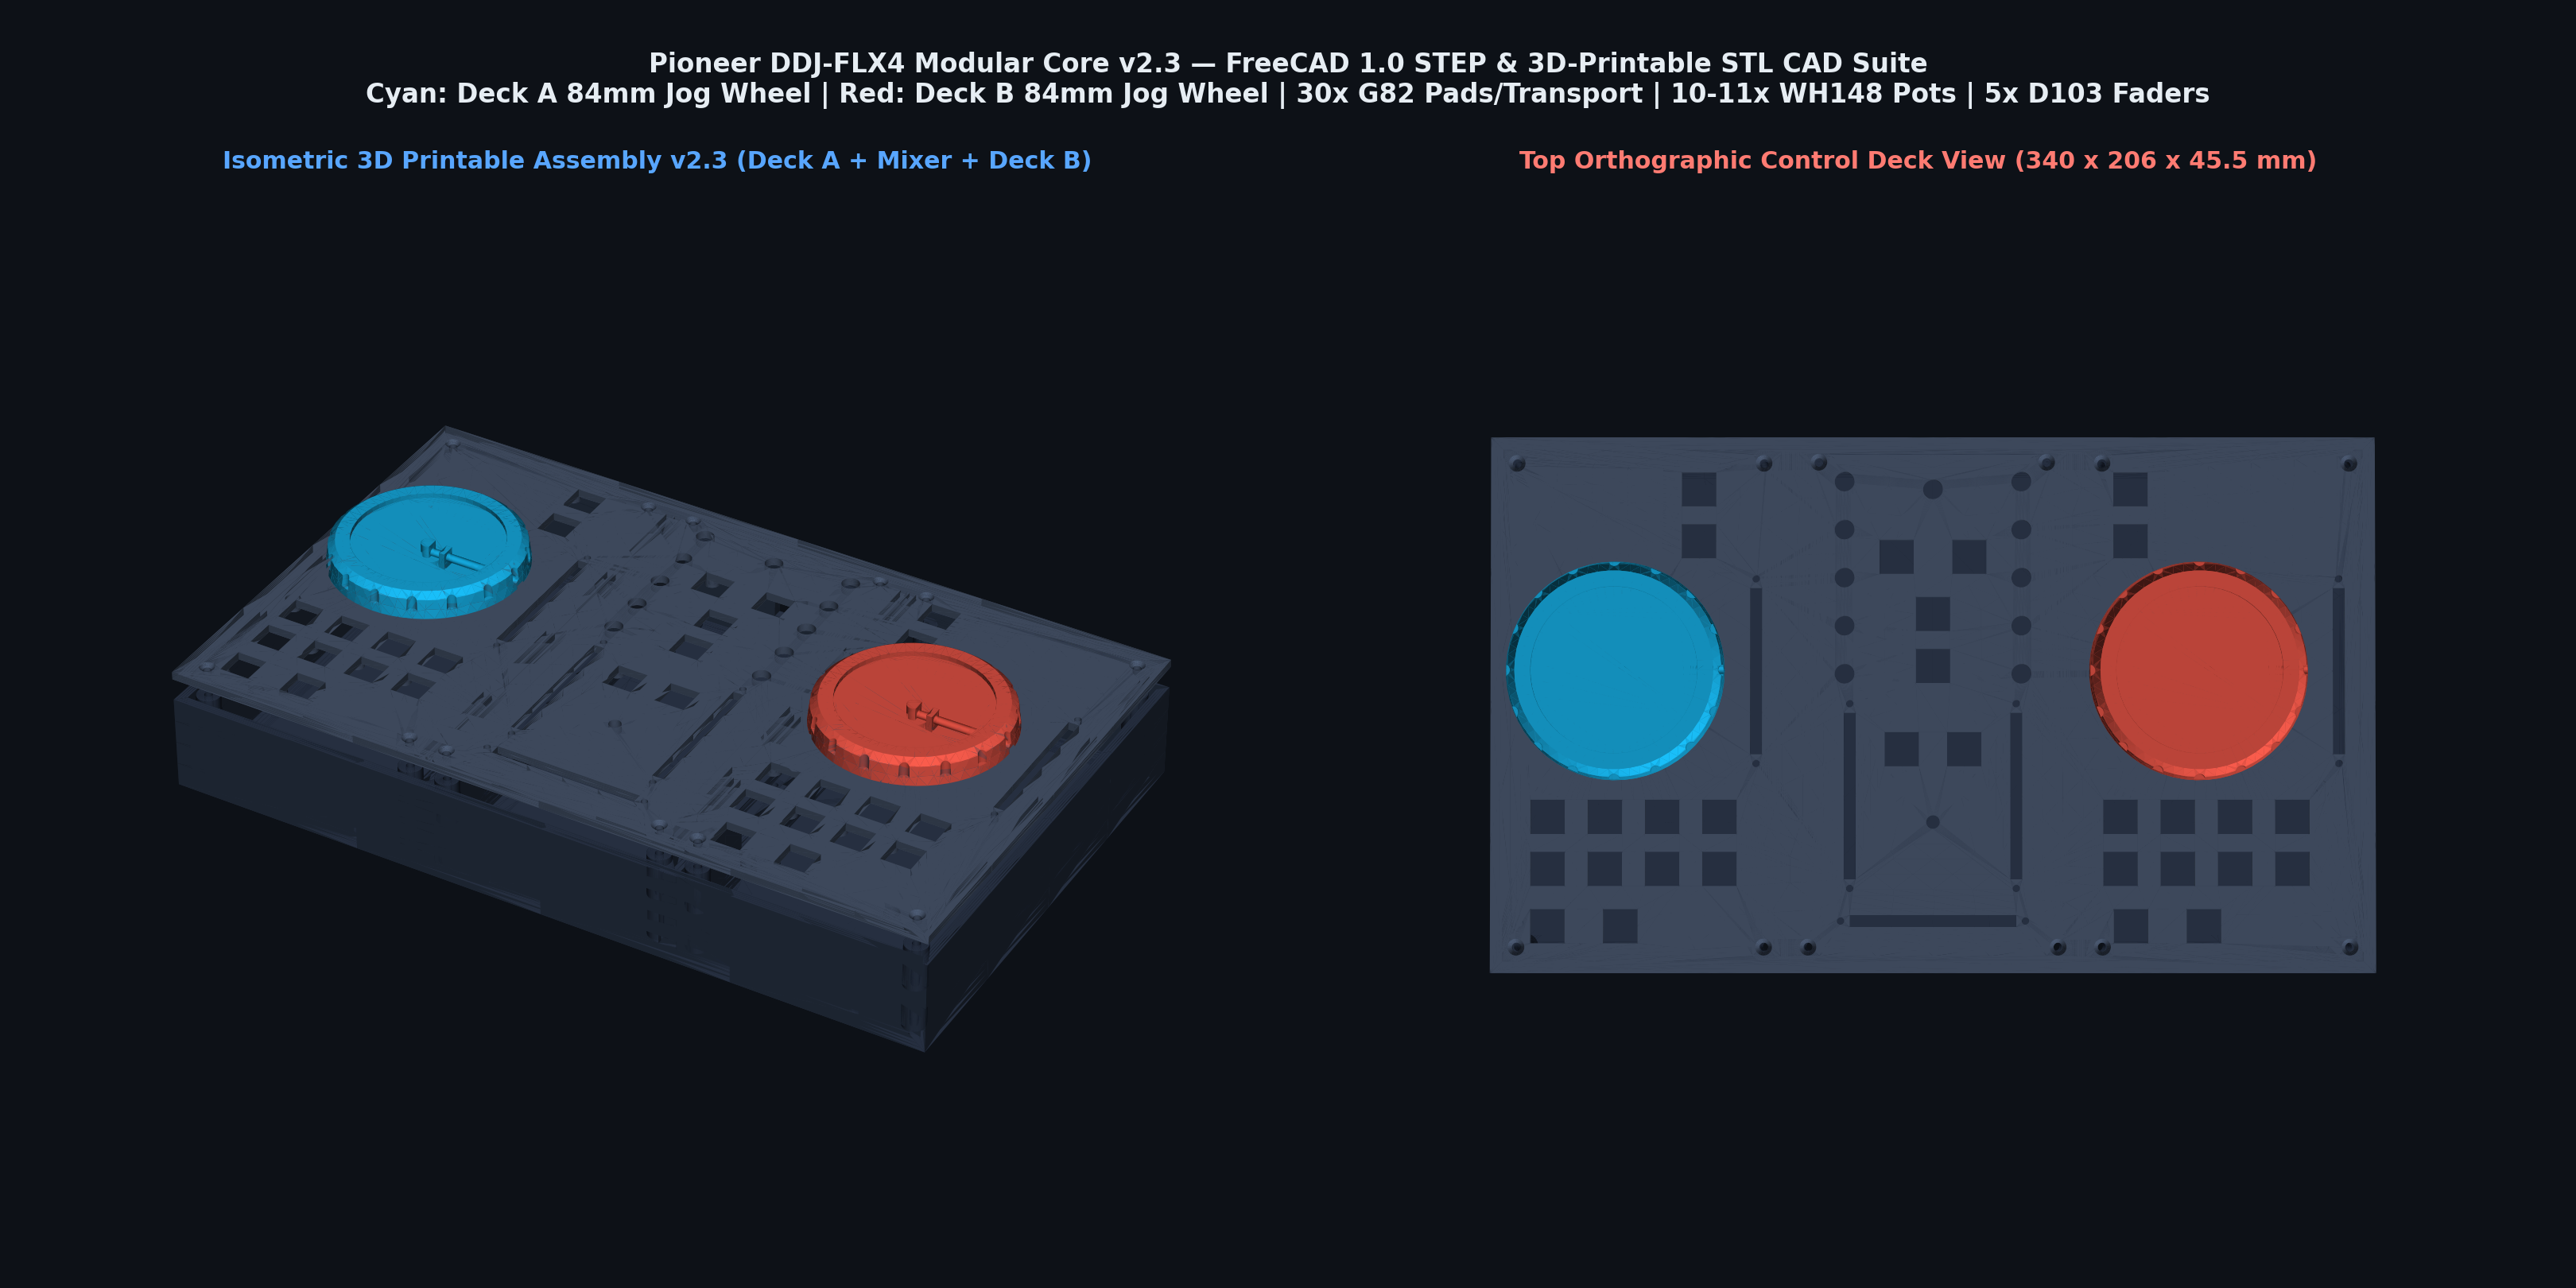 Pioneer DDJ-FLX4 Modular Core v2.3 — FreeCAD 1.0 STEP & 3D-Printable STL CAD Suite
Cyan: Deck A 84mm Jog Wheel | Red: Deck B 84mm Jog Wheel | 30x G82 Pads/Transport | 10-11x WH148 Pots | 5x D103 Faders
Isometric 3D Printable Assembly v2.3 (Deck A + Mixer + Deck B)
Top Orthographic Control Deck View (340 x 206 x 45.5 mm)